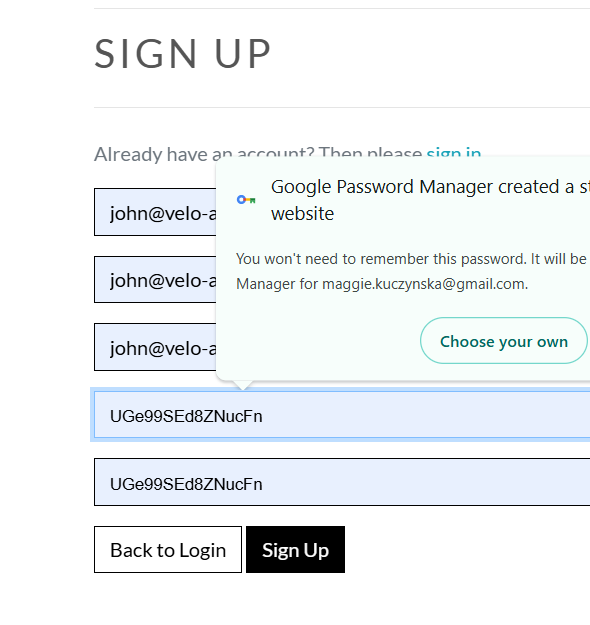 SIGN UP
Already have an account? Then please sign in
Google Password Manager created a
website
You won't need to remember this password. It will be
Manager for maggie.kuczynska@gmail.com.
john@velo-a
john@velo-a
john@velo-a
Choose your own
UGe99SEd8ZNucFn
UGe99SEd8ZNucFn
Back to Login
Sign Up